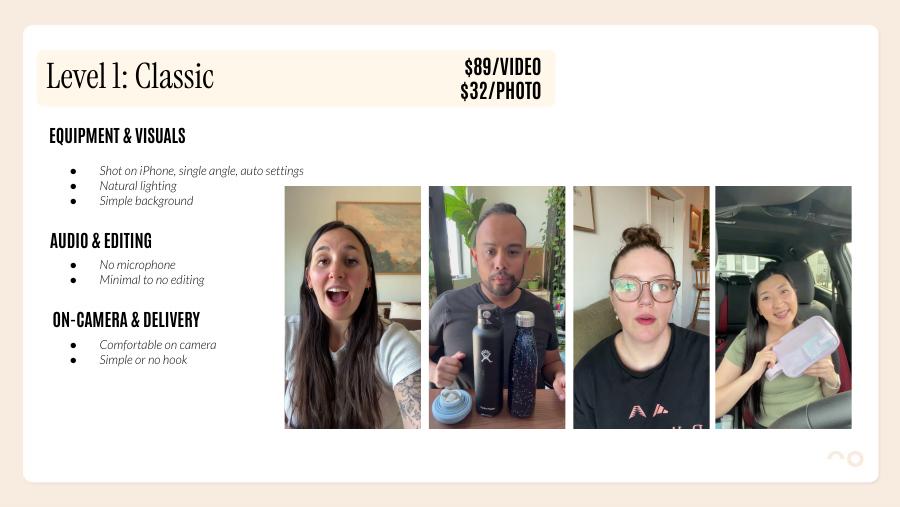 Level 1: Classic
$89/VIDEO
$32/PHOTO
EQUIPMENT & VISUALS
● Shot on iPhone, single angle, auto settings
● Natural lighting
● Simple background
AUDIO & EDITING
● No microphone
● Minimal to no editing
ON-CAMERA & DELIVERY
● Comfortable on camera
● Simple or no hook